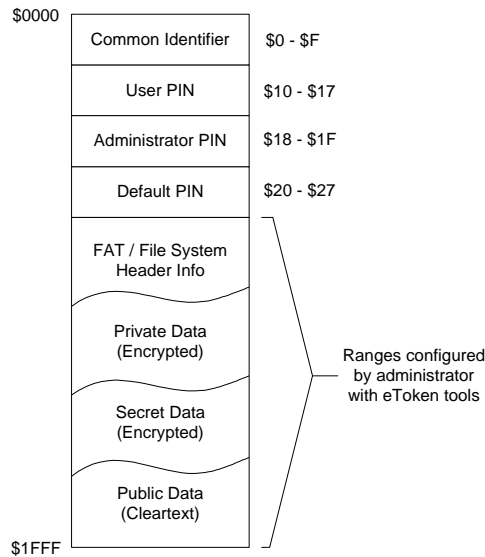 $0000
Common Identifier
$0 - $F
User PIN
$10 - $17
Administrator PIN
$18 - $1F
Default PIN
$20 - $27
FAT / File System
Header Info
Private Data
(Encrypted)
Ranges configured
by administrator
with eToken tools
Secret Data
(Encrypted)
Public Data
(Cleartext)
$1FFF